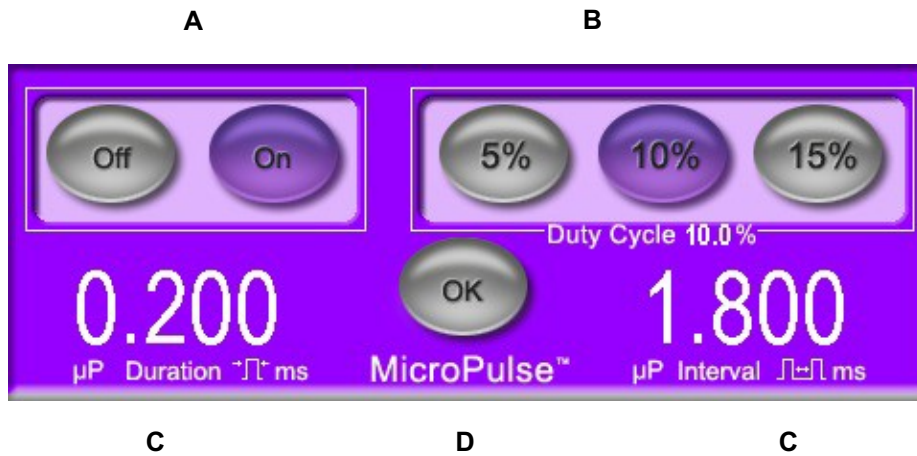 A B
Off On 5% 10% 15%
Duty Cycle 10.0%
0.200 OK 1.800
µP Duration ms MicroPulse™ µP Interval ms
C D C